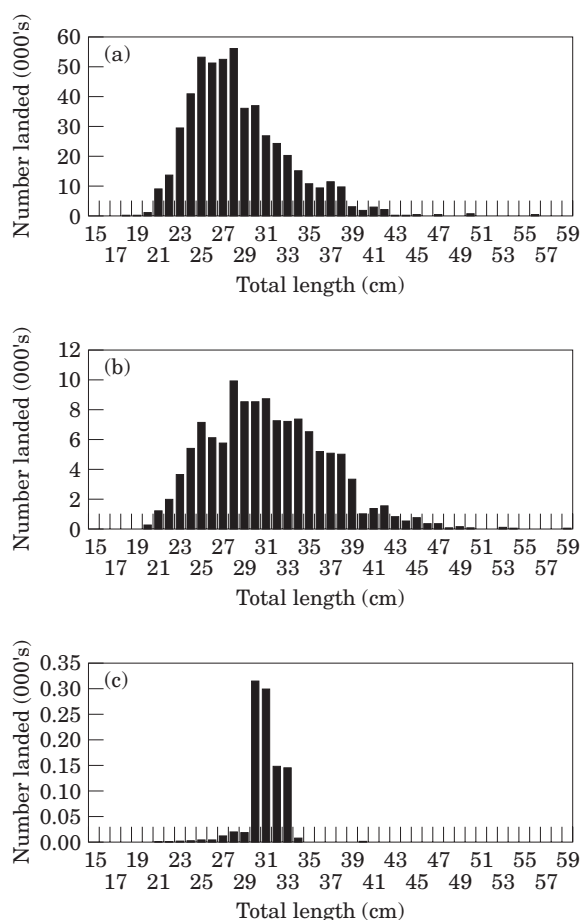 60
(a)
50
40
30
20
10
0
Number landed (000's)
15 19 23 27 31 35 39 43 47 51 55 59
17 21 25 29 33 37 41 45 49 53 57
Total length (cm)
12
(b)
10
8
6
4
2
0
Number landed (000's)
15 19 23 27 31 35 39 43 47 51 55 59
17 21 25 29 33 37 41 45 49 53 57
Total length (cm)
0.35
(c)
0.30
0.25
0.20
0.15
0.10
0.05
0.00
Number landed (000's)
15 19 23 27 31 35 39 43 47 51 55 59
17 21 25 29 33 37 41 45 49 53 57
Total length (cm)